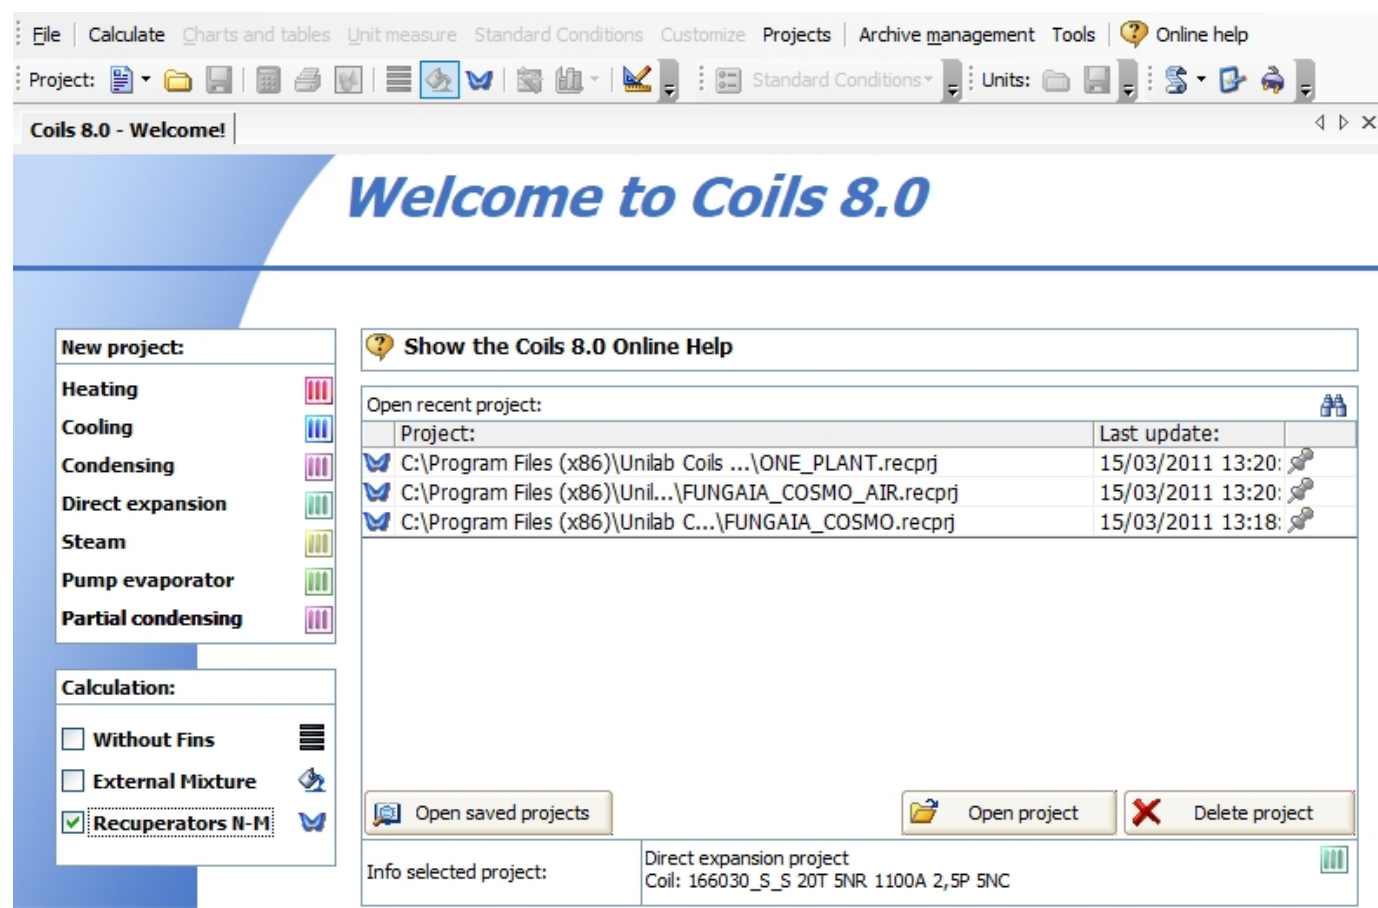 File Calculate Charts and tables Unit measure Standard Conditions Customize Projects Archive management Tools Online help
Project: Standard Conditions Units:
Coils 8.0 - Welcome!
Welcome to Coils 8.0
New project:
Heating
Cooling
Condensing
Direct expansion
Steam
Pump evaporator
Partial condensing
Calculation:
Without Fins
External Mixture
Recuperators N-M
Show the Coils 8.0 Online Help
Open recent project:
Project: Last update:
C:\Program Files (x86)\Unilab Coils ...\ONE_PLANT.recprj 15/03/2011 13:20:
C:\Program Files (x86)\Unil...\FUNGAIA_COSMO_AIR.recprj 15/03/2011 13:20:
C:\Program Files (x86)\Unilab C...\FUNGAIA_COSMO.recprj 15/03/2011 13:18:
Open saved projects Open project Delete project
Info selected project:
Direct expansion project
Coil: 166030_S_S 20T 5NR 1100A 2,5P 5NC